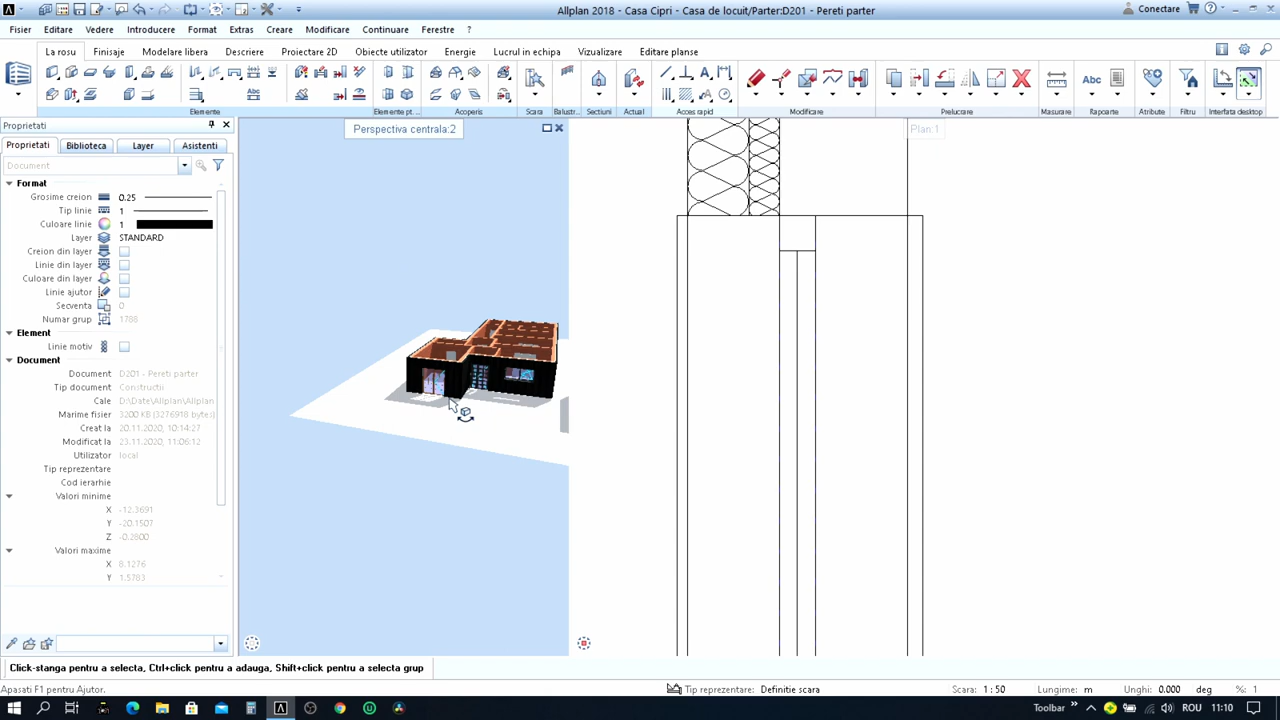 Allplan 2018 - Casa Cipri - Casa de locuit/Parter:D201 - Pereti parter
Conectare
Fisier Editare Vedere Introducere Format Extras Creare Modificare Continuare Ferestre ?
La rosu Finisaje Modelare libera Descriere Proiectare 2D Obiecte utilizator Energie Lucrul in echipa Vizualizare Editare planse
Abc
Elemente Elemente pt. ... Acoperis Scara Balustr... Sectiuni Actual Acces rapid Modificare Prelucare Masurare Rapoarte Atribute Filtru Interfata desktop
Proprietati
Perspectiva centrala:2
Plan:1
Proprietati Biblioteca Layer Asistenti
Document
Format
Grosime creion 0.25
Tip linie 1
Culoare linie 1
Layer STANDARD
Creion din layer
Linie din layer
Culoare din layer
Linie ajutor
Secventa 0
Numar grup 1788
Element
Linie motiv
Document
Document D201 - Pereti parter
Tip document Constructii
Cale D:\Date\Allplan\Allplan
Marime fisier 3200 KB (3276918 bytes)
Creat la 20.11.2020, 10:14:27
Modificat la 23.11.2020, 11:06:12
Utilizator local
Tip reprezentare
Cod ierarhie
Valori minime
X -12.3691
Y -20.1507
Z -0.2800
Valori maxime
X 8.1276
Y 1.5783
Click-stanga pentru a selecta, Ctrl+click pentru a adauga, Shift+click pentru a selecta grup
Apasati F1 pentru Ajutor. Tip reprezentare: Definitie scara Scara: 1 : 50 Lungime: m Unghi: 0.000 deg %: 1
Toolbar » ROU 11:10